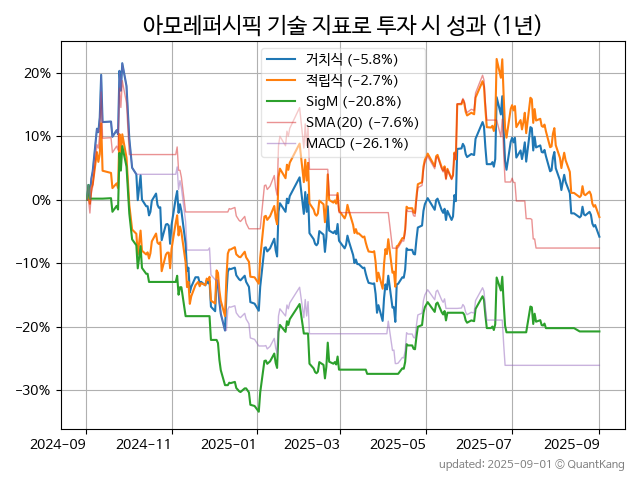 아모레퍼시픽 기술 지표로 투자 시 성과 (1년)
거치식 (−5.8%)
적립식 (−2.7%)
SigM (−20.8%)
SMA(20) (−7.6%)
MACD (−26.1%)
20%
10%
0%
−10%
−20%
−30%
2024-09
2024-11
2025-01
2025-03
2025-05
2025-07
2025-09
updated: 2025-09-01 © QuantKang